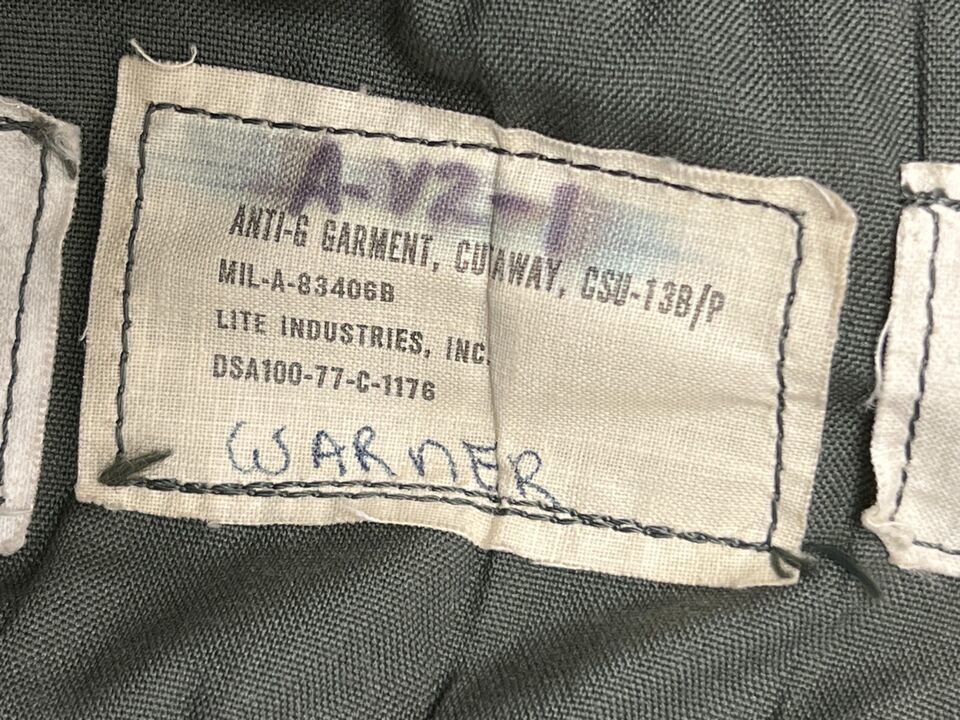 A-V2-1
ANTI-G GARMENT, CUTAWAY, CSU-13B/P
MIL-A-83406B
LITE INDUSTRIES, INC.
DSA100-77-C-1176
WARNER